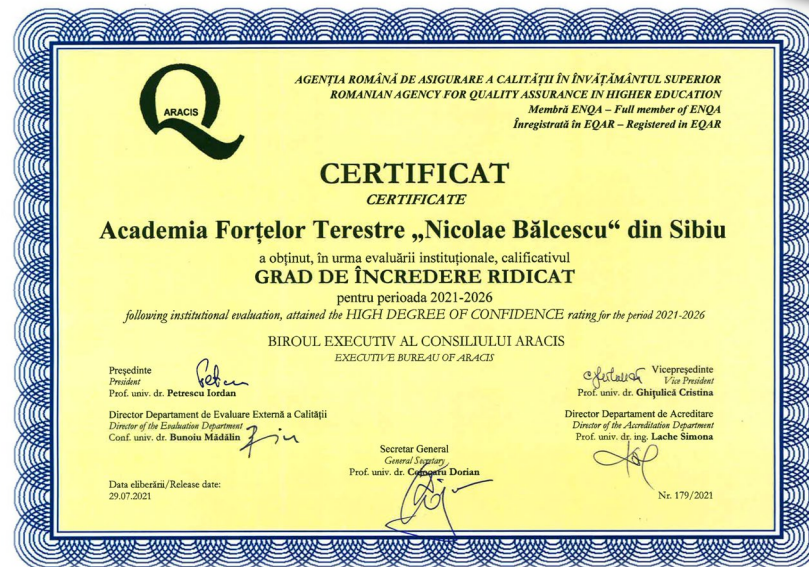 ARACIS
AGENȚIA ROMÂNĂ DE ASIGURARE A CALITĂȚII ÎN ÎNVĂȚĂMÂNTUL SUPERIOR
ROMANIAN AGENCY FOR QUALITY ASSURANCE IN HIGHER EDUCATION
Membră ENQA – Full member of ENQA
Înregistrată în EQAR – Registered in EQAR
CERTIFICAT
CERTIFICATE
Academia Forțelor Terestre „Nicolae Bălcescu“ din Sibiu
a obținut, în urma evaluării instituționale, calificativul
GRAD DE ÎNCREDERE RIDICAT
pentru perioada 2021-2026
following institutional evaluation, attained the HIGH DEGREE OF CONFIDENCE rating for the period 2021-2026
BIROUL EXECUTIV AL CONSILIULUI ARACIS
EXECUTIVE BUREAU OF ARACIS
Președinte
President
Prof. univ. dr. Petrescu Iordan
Vicepreședinte
Vice President
Prof. univ. dr. Ghițulică Cristina
Director Departament de Evaluare Externă a Calității
Director of the Evaluation Department
Conf. univ. dr. Bunoiu Mădălin
Director Departament de Acreditare
Director of the Accreditation Department
Prof. univ. dr. ing. Lache Simona
Secretar General
General Secretary
Prof. univ. dr. Cojocaru Dorian
Data eliberării/Release date:
29.07.2021
Nr. 179/2021